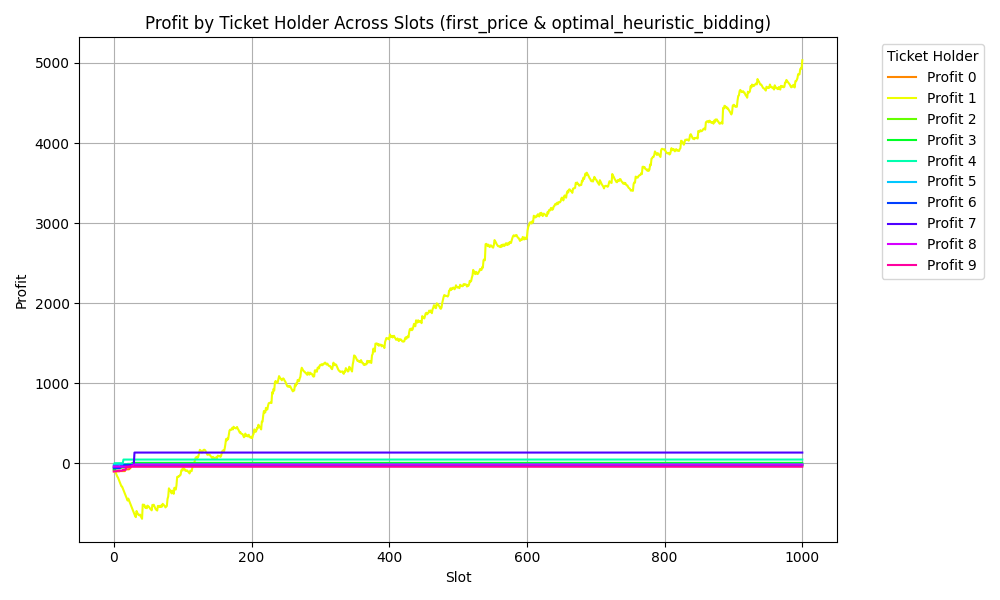 Profit by Ticket Holder Across Slots (first_price & optimal_heuristic_bidding)
Profit
5000
4000
3000
2000
1000
0
0 200 400 600 800 1000
Slot
Ticket Holder
Profit 0
Profit 1
Profit 2
Profit 3
Profit 4
Profit 5
Profit 6
Profit 7
Profit 8
Profit 9